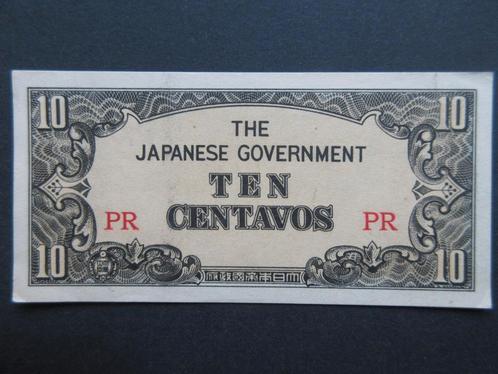 10 10
THE
JAPANESE GOVERNMENT
TEN
PR CENTAVOS PR
10 府政國帝本日大 10